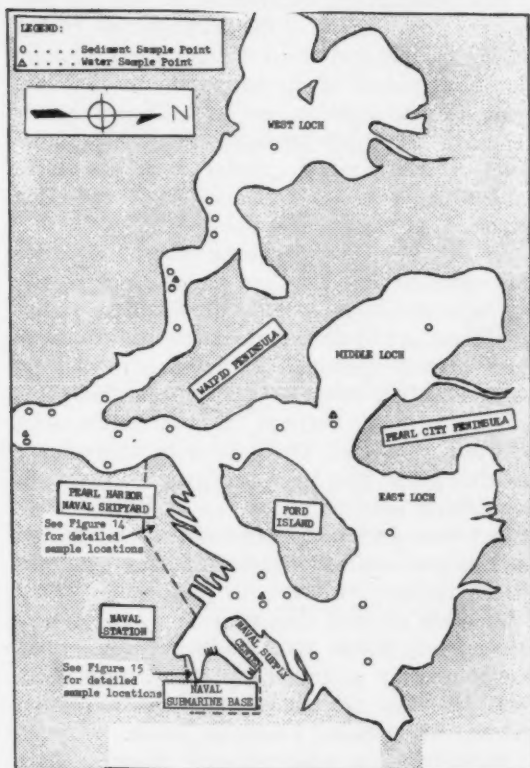 LEGEND:
O . . . . Sediment Sample Point
△ . . . . Water Sample Point
N
WEST LOCH
WAIPIO PENINSULA
MIDDLE LOCH
PEARL CITY PENINSULA
EAST LOCH
PEARL HARBOR
NAVAL SHIPYARD
See Figure 14
for detailed
sample locations
FORD
ISLAND
NAVAL
STATION
NAVAL SUPPLY
CENTER
See Figure 15
for detailed
sample locations
NAVAL
SUBMARINE BASE